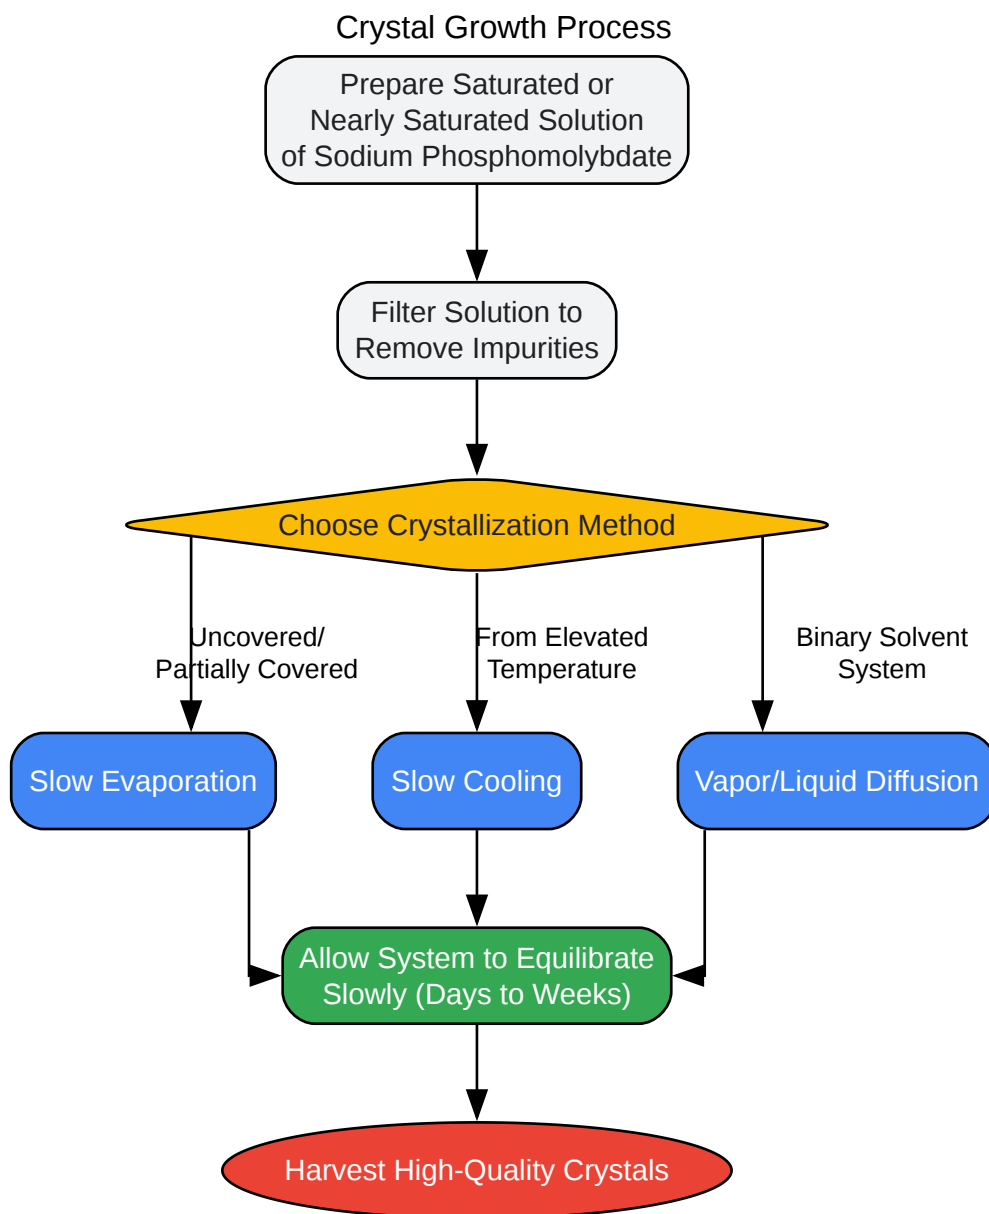 Crystal Growth Process
Prepare Saturated or
Nearly Saturated Solution
of Sodium Phosphomolybdate
Filter Solution to
Remove Impurities
Choose Crystallization Method
Uncovered/
Partially Covered
From Elevated
Temperature
Binary Solvent
System
Slow Evaporation
Slow Cooling
Vapor/Liquid Diffusion
Allow System to Equilibrate
Slowly (Days to Weeks)
Harvest High-Quality Crystals